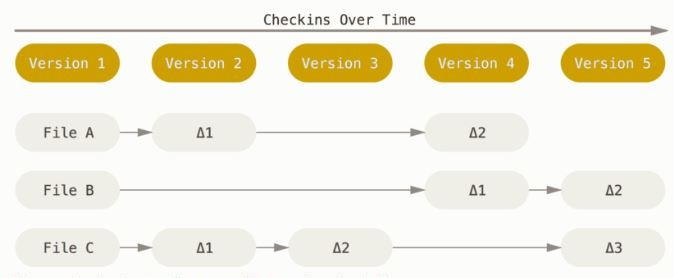 Checkins Over Time
Version 1 Version 2 Version 3 Version 4 Version 5
File A Δ1 Δ2
File B Δ1 Δ2
File C Δ1 Δ2 Δ3